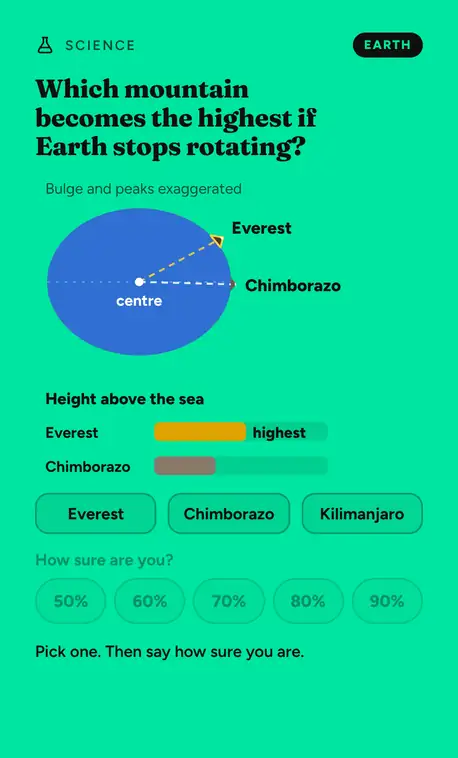 SCIENCE
EARTH
Which mountain
becomes the highest if
Earth stops rotating?
Bulge and peaks exaggerated
Everest
Chimborazo
centre
Height above the sea
Everest
highest
Chimborazo
Everest
Chimborazo
Kilimanjaro
How sure are you?
50%
60%
70%
80%
90%
Pick one. Then say how sure you are.